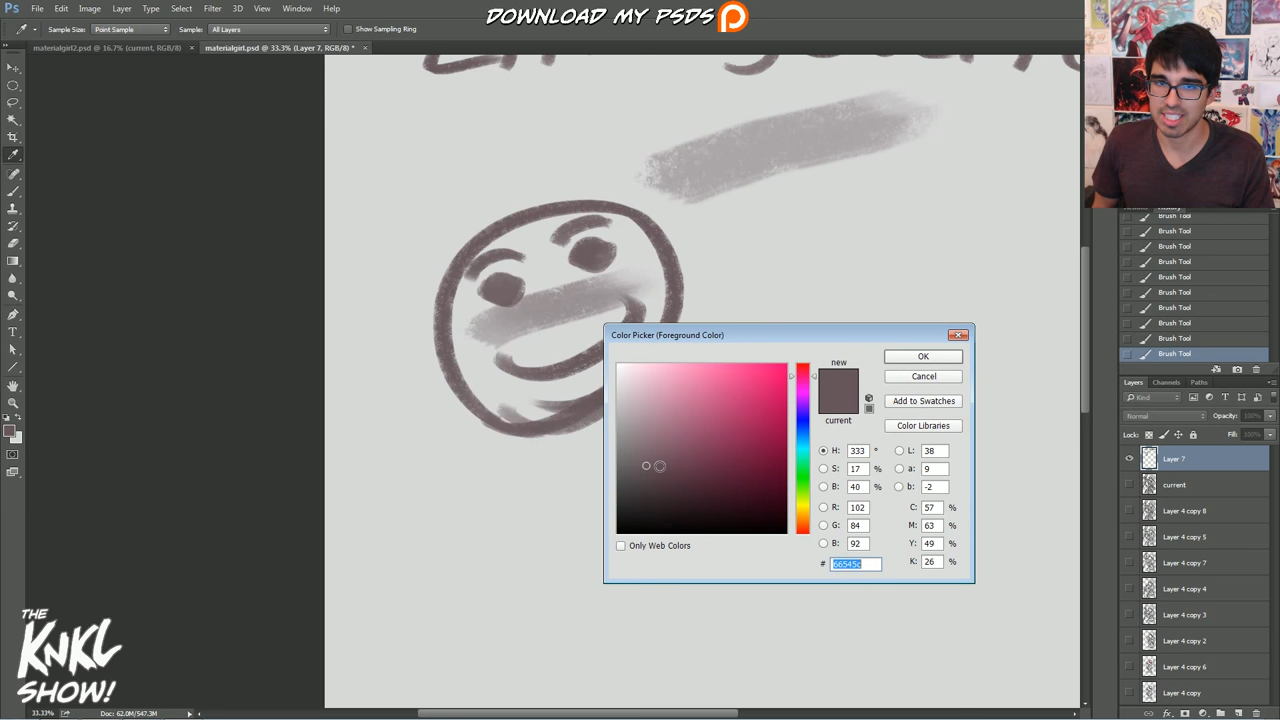 DOWNLOAD MY PSDS
Ps File Edit Image Layer Type Select Filter 3D View Window Help
Sample Size: Point Sample Sample: All Layers Show Sampling Ring
materialgirl2.psd @ 16.7% (current, RGB/8) × materialgirl.psd @ 33.3% (Layer 7, RGB/8) * ×
Brush Tool
Brush Tool
Brush Tool
Brush Tool
Brush Tool
Brush Tool
Brush Tool
Brush Tool
Brush Tool
Brush Tool
Color Picker (Foreground Color)
new
current
OK
Cancel
Add to Swatches
Color Libraries
H: 333 ° L: 38
S: 17 % a: 9
B: 40 % b: -2
R: 102 C: 57 %
G: 84 M: 63 %
B: 92 Y: 49 %
# 66545c K: 26 %
Only Web Colors
Layers Channels Paths
Kind
Normal Opacity: 100%
Lock: Fill: 100%
Layer 7
current
Layer 4 copy 8
Layer 4 copy 5
Layer 4 copy 7
Layer 4 copy 4
Layer 4 copy 3
Layer 4 copy 2
Layer 4 copy 6
Layer 4 copy
THE
KNKL
SHOW!
33.33% Doc: 62.0M/547.3M